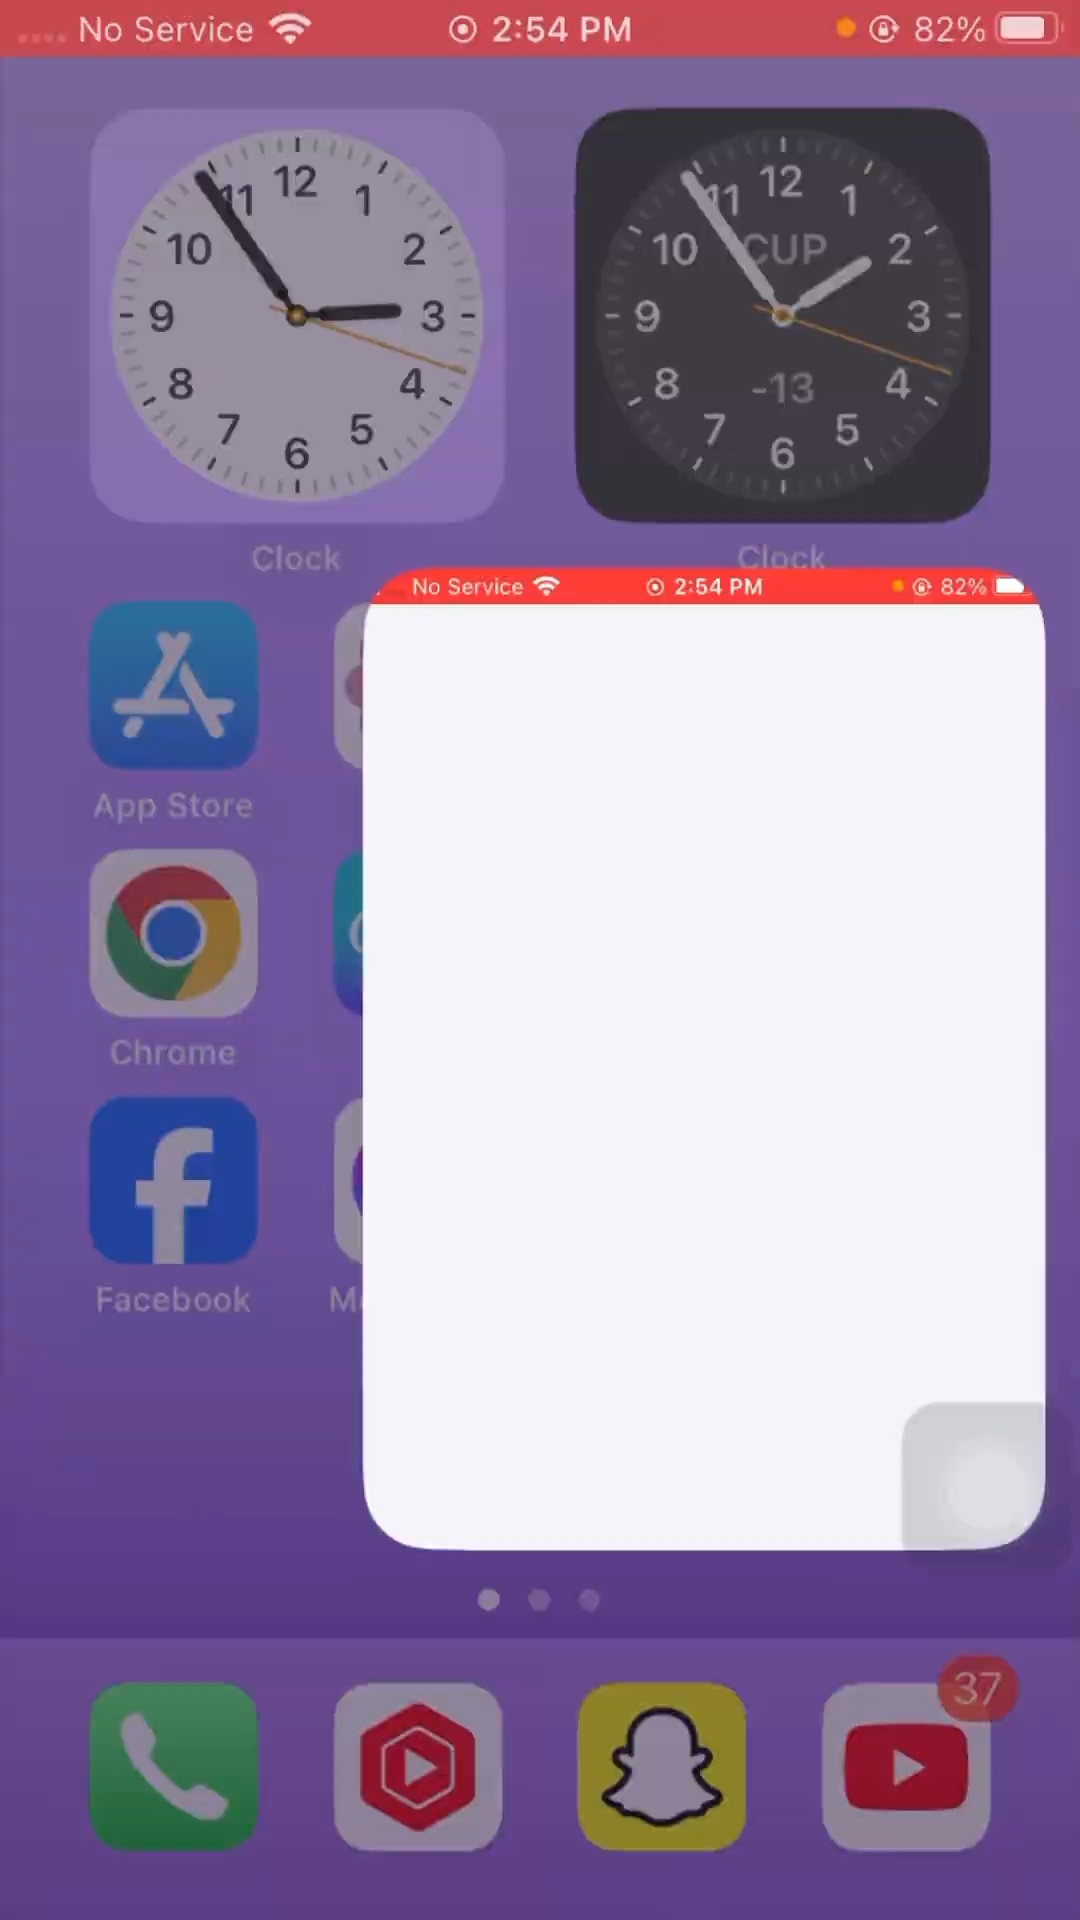 No Service 2:54 PM 82%
12
11 1
10 2
9 3
8 4
7 5
6
12
11 1
10 CUP 2
9 3
8 -13 4
7 5
6
Clock Clock
No Service 2:54 PM 82%
App Store
Chrome
Facebook
37